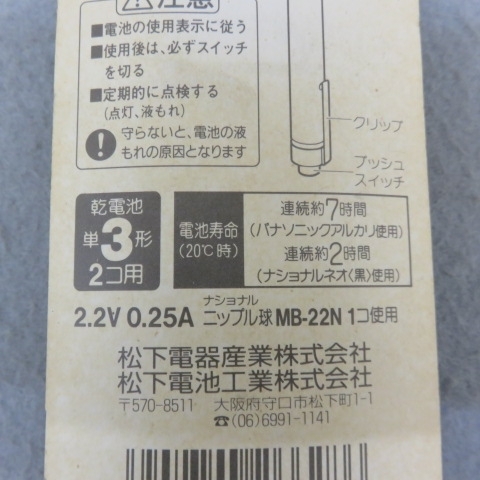 注意
■電池の使用表示に従う
■使用後は、必ずスイッチ
を切る
■定期的に点検する
(点灯、液もれ)
守らないと、電池の液
もれの原因となります
クリップ
プッシュ
スイッチ
乾電池
単3形
2コ用
電池寿命
(20℃時)
連続約7時間
(パナソニックアルカリ使用)
連続約2時間
(ナショナルネオ〈黒〉使用)
ナショナル
2.2V 0.25A ニップル球 MB-22N 1コ使用
松下電器産業株式会社
松下電池工業株式会社
〒570-8511 大阪府守口市松下町1-1
☎(06)6991-1141